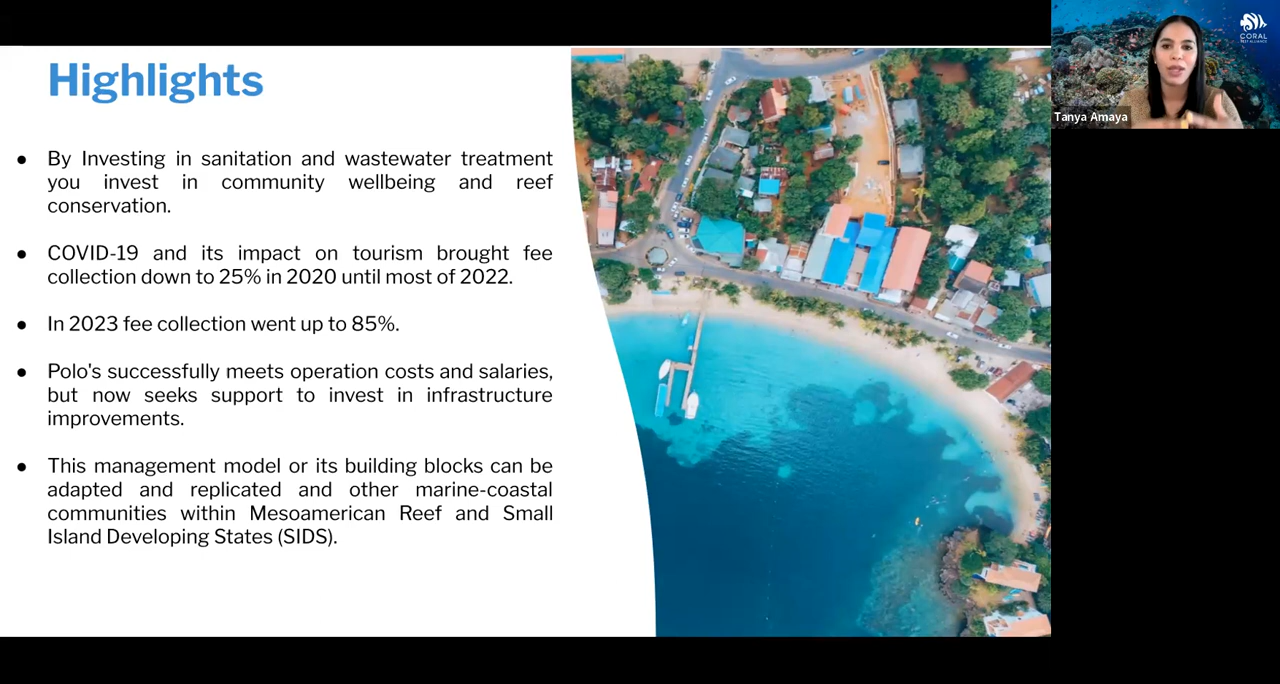 Highlights
● By Investing in sanitation and wastewater treatment
you invest in community wellbeing and reef
conservation.
● COVID-19 and its impact on tourism brought fee
collection down to 25% in 2020 until most of 2022.
● In 2023 fee collection went up to 85%.
● Polo's successfully meets operation costs and salaries,
but now seeks support to invest in infrastructure
improvements.
● This management model or its building blocks can be
adapted and replicated and other marine-coastal
communities within Mesoamerican Reef and Small
Island Developing States (SIDS).
CORAL
REEF ALLIANCE
Tanya Amaya